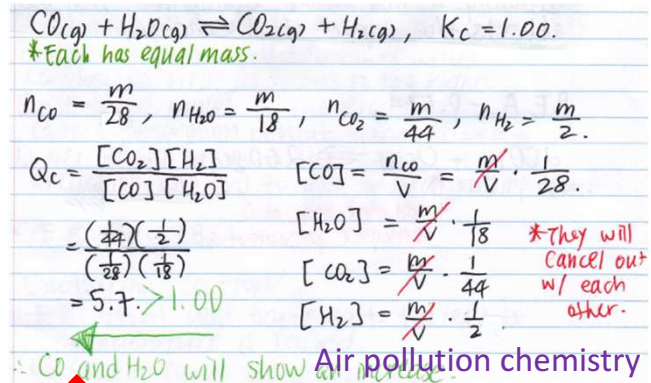 CO(g) + H2O(g) ⇌ CO2(g) + H2(g), Kc = 1.00.
*Each has equal mass.
nCO = m/28, nH2O = m/18, nCO2 = m/44, nH2 = m/2.
Qc = [CO2][H2]/[CO][H2O] [CO] = nCO/V = m/V · 1/28.
= (1/44)(1/2)/(1/28)(1/18) [H2O] = m/V · 1/18
= 5.7 > 1.00 [CO2] = m/V · 1/44
[H2] = m/V · 1/2
*They will
Cancel out
w/ each
other.
∴ CO and H2O will show an increase.
Air pollution chemistry